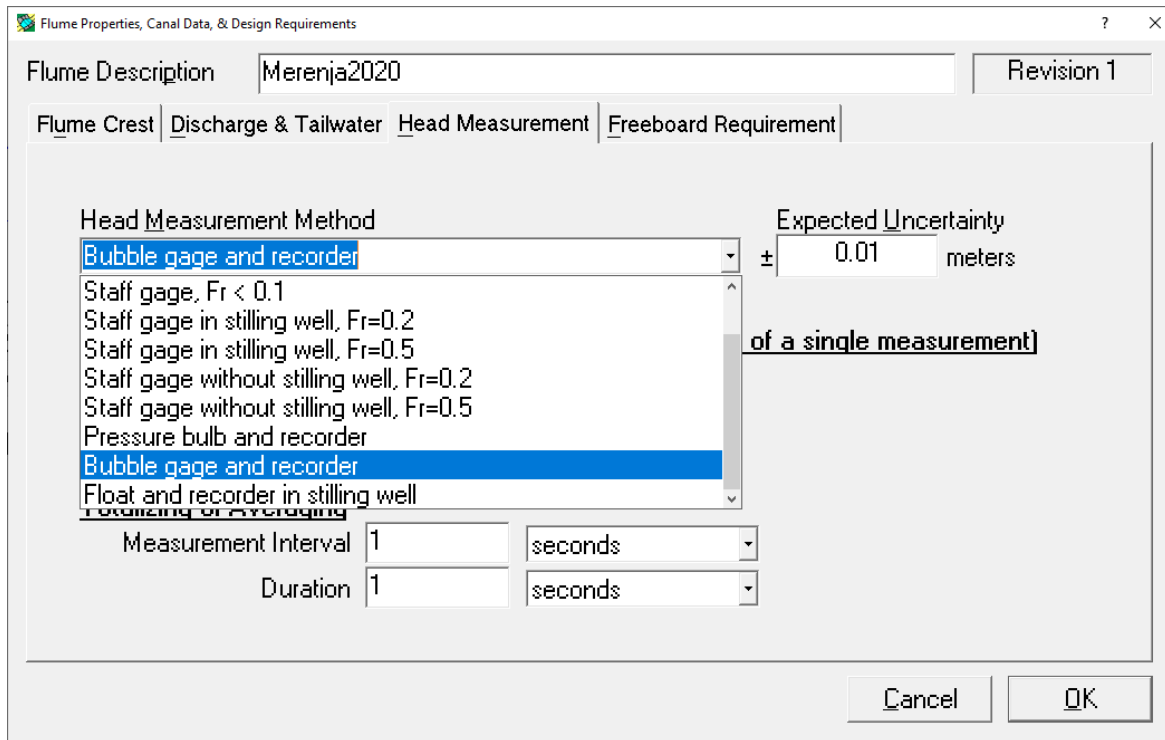 Flume Properties, Canal Data, & Design Requirements ? ×
Flume Description Merenja2020 Revision 1
Flume Crest Discharge & Tailwater Head Measurement Freeboard Requirement
Head Measurement Method Expected Uncertainty
Bubble gage and recorder ± 0.01 meters
Staff gage, Fr < 0.1
Staff gage in stilling well, Fr=0.2
of a single measurement)
Staff gage in stilling well, Fr=0.5
Staff gage without stilling well, Fr=0.2
Staff gage without stilling well, Fr=0.5
Pressure bulb and recorder
Bubble gage and recorder
Float and recorder in stilling well
Totalizing or Averaging
Measurement Interval 1 seconds
Duration 1 seconds
Cancel OK